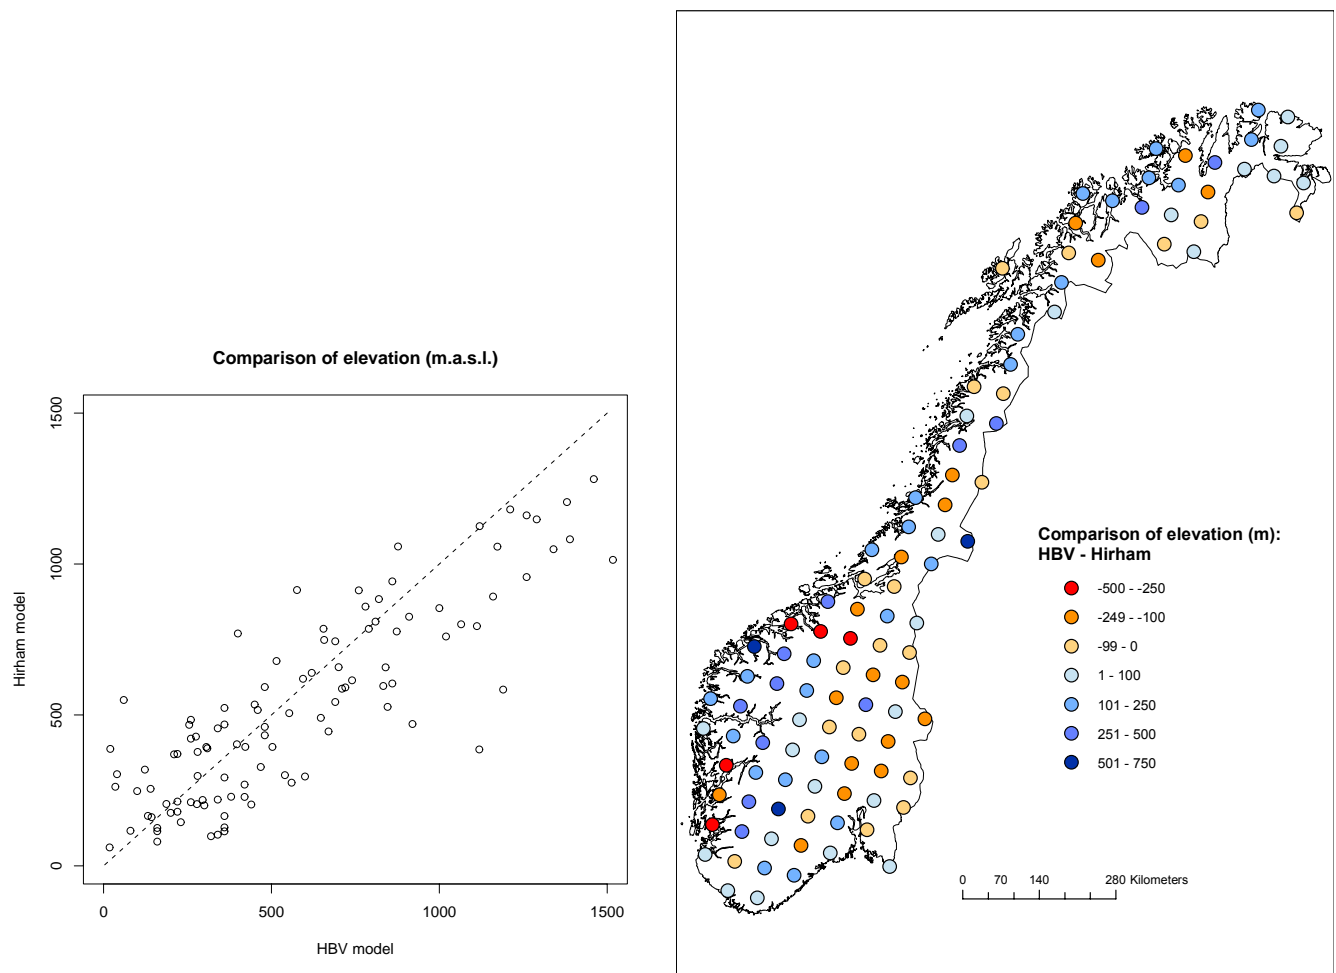 Comparison of elevation (m.a.s.l.)
1500
1000
500
0
Hirham model
0 500 1000 1500
HBV model
Comparison of elevation (m):
HBV - Hirham
-500 - -250
-249 - -100
-99 - 0
1 - 100
101 - 250
251 - 500
501 - 750
0 70 140 280 Kilometers